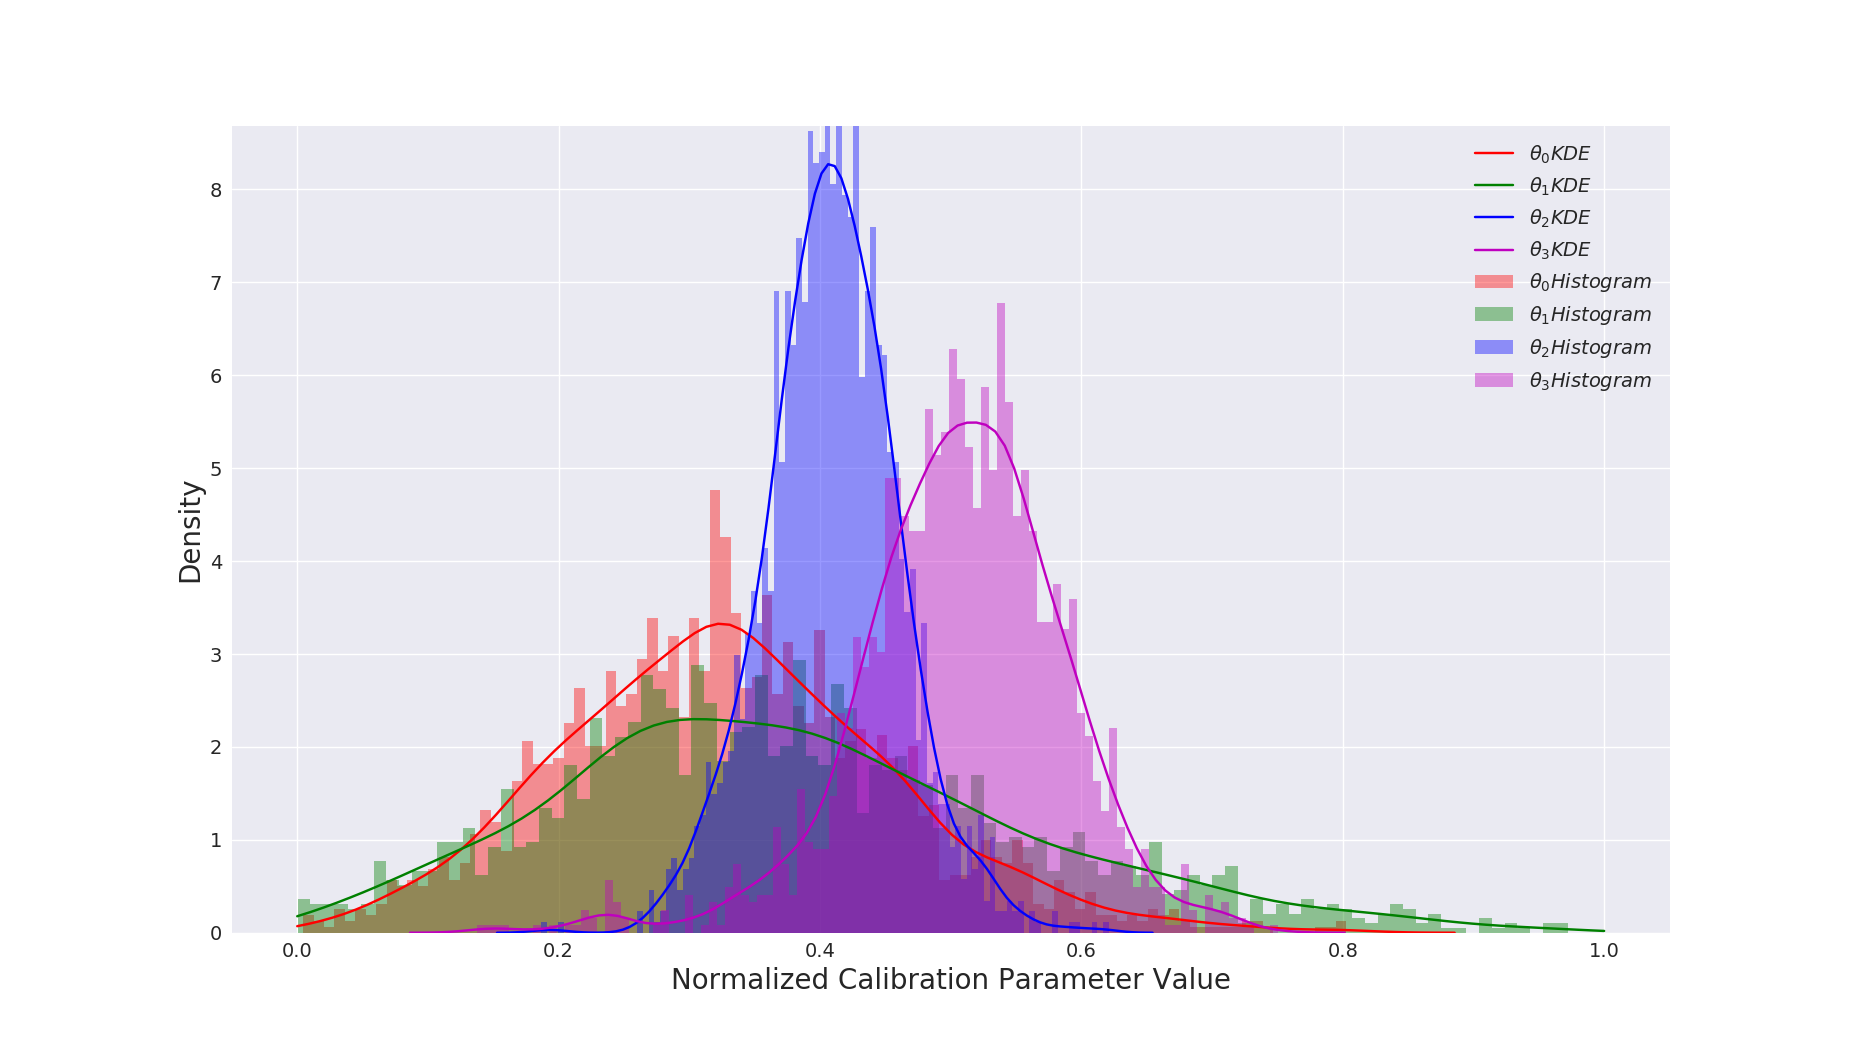 θ₀KDE
θ₁KDE
θ₂KDE
θ₃KDE
θ₀Histogram
θ₁Histogram
θ₂Histogram
θ₃Histogram
8
7
6
5
4
3
2
1
0
Density
0.0 0.2 0.4 0.6 0.8 1.0
Normalized Calibration Parameter Value